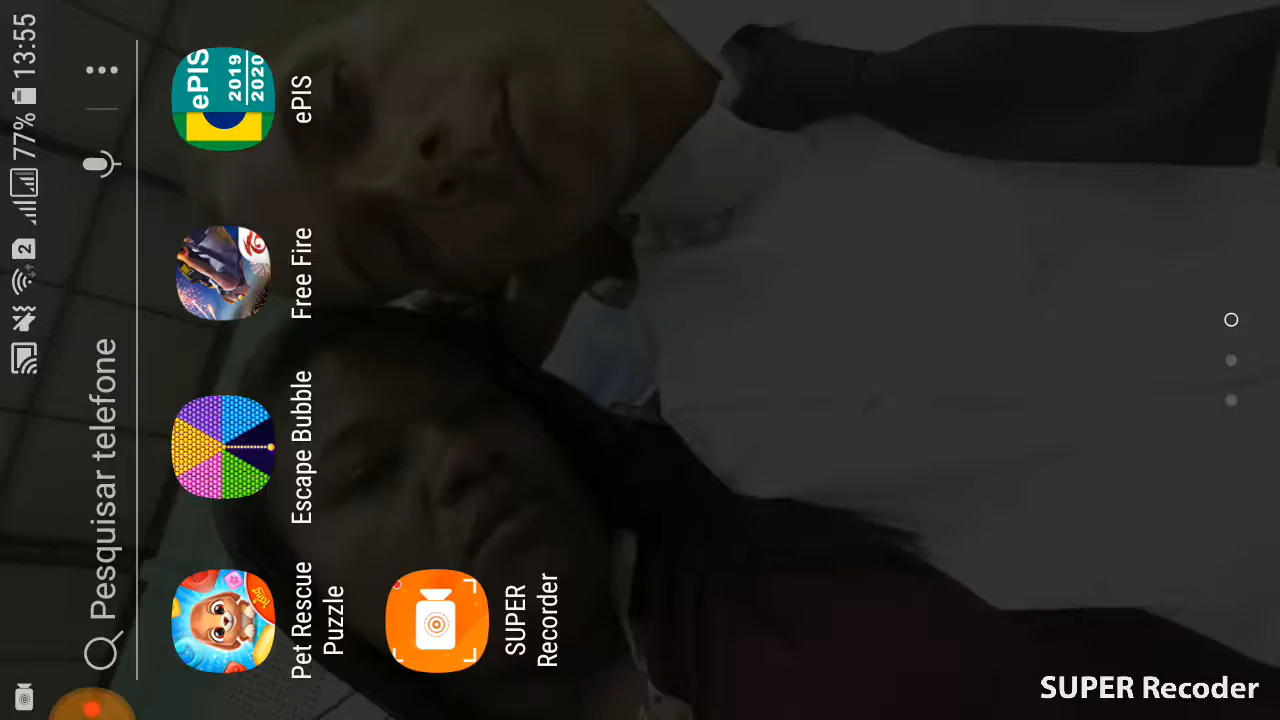 2 77% 13:55
Pesquisar telefone
Pet Rescue
Puzzle
Escape Bubble
Free Fire
ePIS
2019
2020
ePIS
SUPER
Recorder
SUPER Recoder